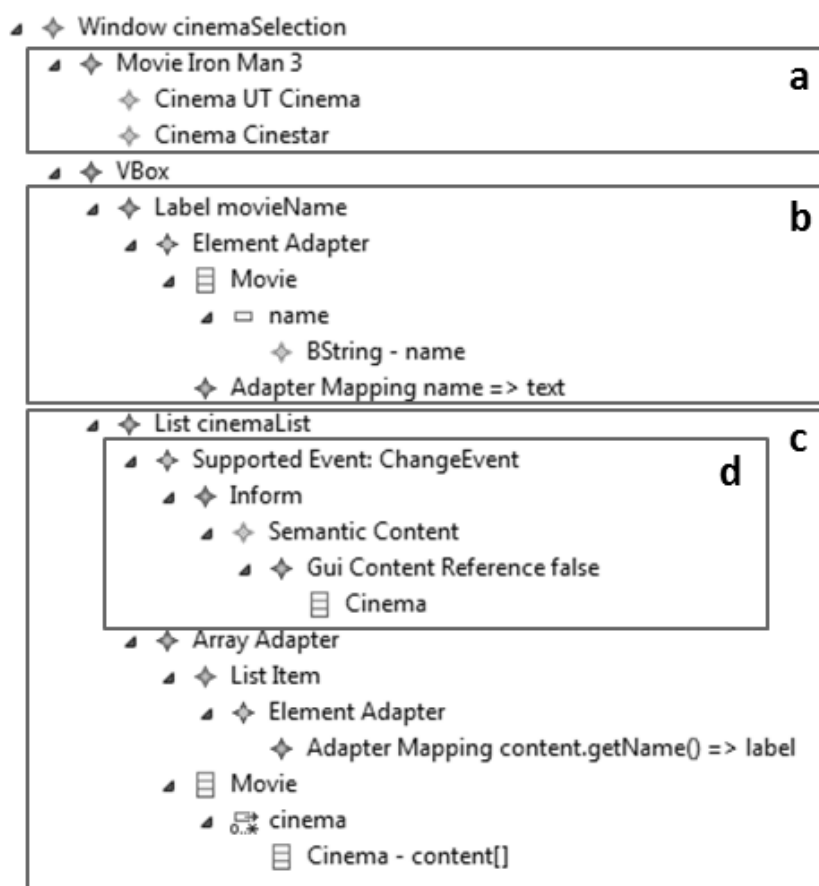 Window cinemaSelection
Movie Iron Man 3
a
Cinema UT Cinema
Cinema Cinestar
VBox
Label movieName
b
Element Adapter
Movie
name
BString - name
Adapter Mapping name => text
List cinemaList
c
Supported Event: ChangeEvent
d
Inform
Semantic Content
Gui Content Reference false
Cinema
Array Adapter
List Item
Element Adapter
Adapter Mapping content.getName() => label
Movie
0..* cinema
Cinema - content[]